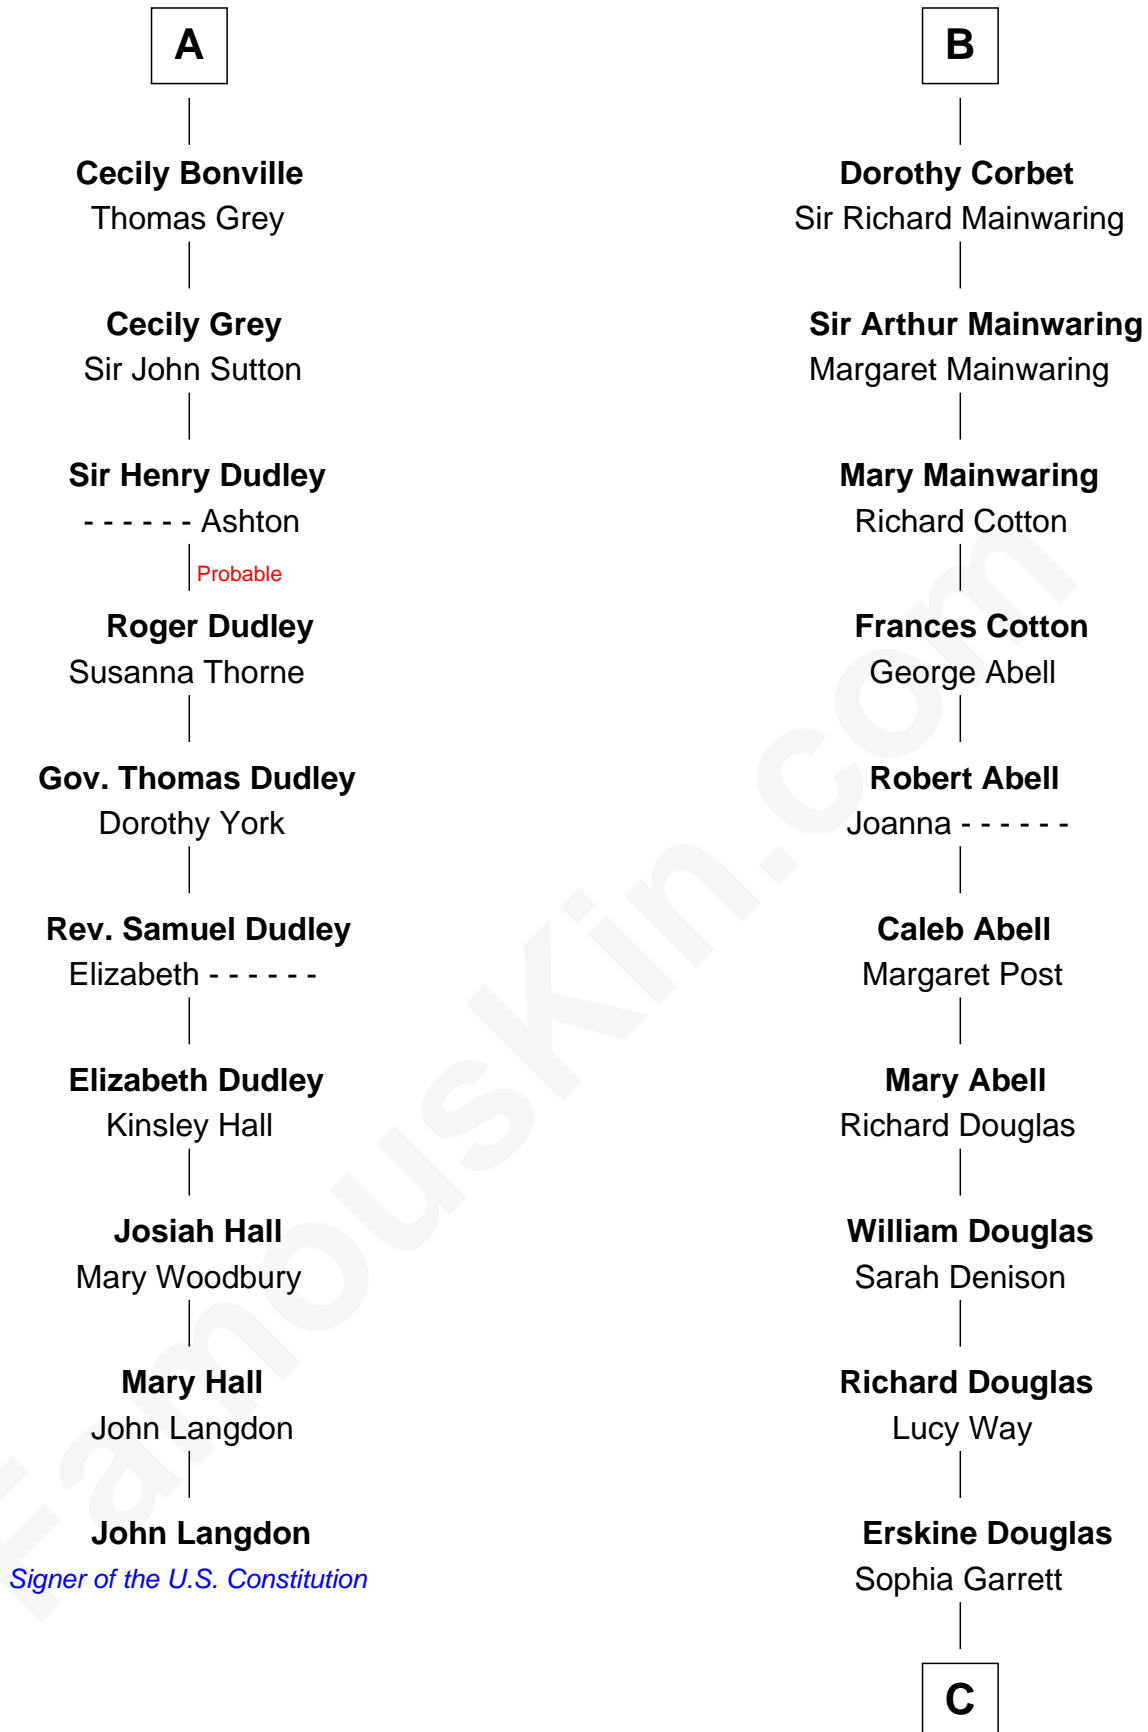 A
Cecily Bonville
Thomas Grey
Cecily Grey
Sir John Sutton
Sir Henry Dudley
- - - - - - Ashton
Probable
Roger Dudley
Susanna Thorne
Gov. Thomas Dudley
Dorothy York
Rev. Samuel Dudley
Elizabeth - - - - - -
Elizabeth Dudley
Kinsley Hall
Josiah Hall
Mary Woodbury
Mary Hall
John Langdon
John Langdon
Signer of the U.S. Constitution
B
Dorothy Corbet
Sir Richard Mainwaring
Sir Arthur Mainwaring
Margaret Mainwaring
Mary Mainwaring
Richard Cotton
Frances Cotton
George Abell
Robert Abell
Joanna - - - - - -
Caleb Abell
Margaret Post
Mary Abell
Richard Douglas
William Douglas
Sarah Denison
Richard Douglas
Lucy Way
Erskine Douglas
Sophia Garrett
C
FamousKin.com